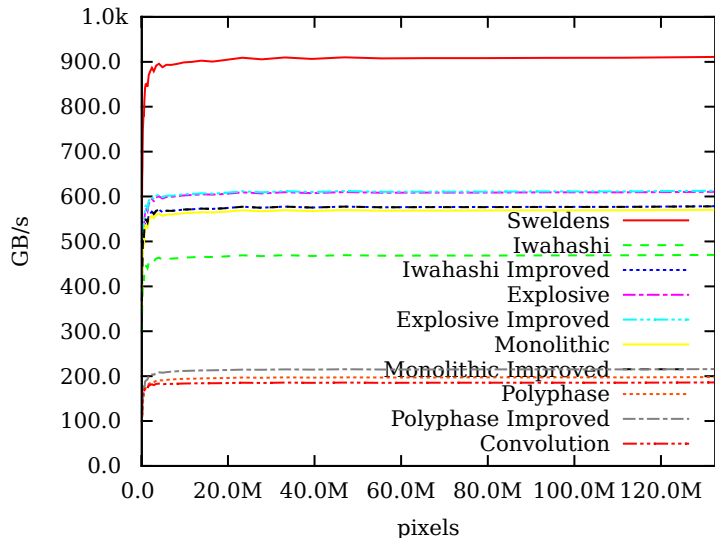 1.0k
900.0
800.0
700.0
600.0
500.0
400.0
300.0
200.0
100.0
0.0
GB/s
Sweldens
Iwahashi
Iwahashi Improved
Explosive
Explosive Improved
Monolithic
Monolithic Improved
Polyphase
Polyphase Improved
Convolution
0.0 20.0M 40.0M 60.0M 80.0M 100.0M 120.0M
pixels